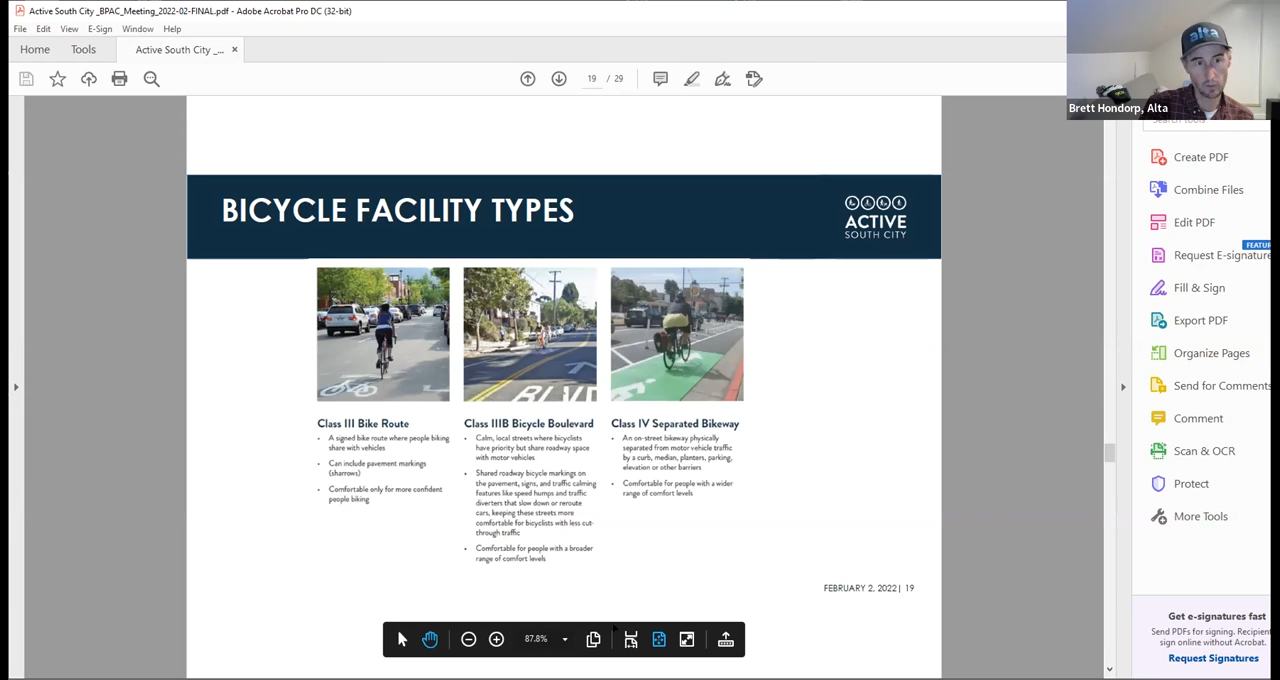 Active South City _BPAC_Meeting_2022-02-FINAL.pdf - Adobe Acrobat Pro DC (32-bit)
File Edit View E-Sign Window Help
Home Tools Active South City _... ×
19 / 29
alta
Brett Hondorp, Alta
Search tools
Create PDF
Combine Files
Edit PDF
FEATUR
Request E-signature
Fill & Sign
Export PDF
Organize Pages
Send for Comments
Comment
Scan & OCR
Protect
More Tools
Get e-signatures fast
Send PDFs for signing. Recipient
sign online without Acrobat.
Request Signatures
BICYCLE FACILITY TYPES
ACTIVE
SOUTH CITY
BLVD
Class III Bike Route
• A signed bike route where people biking
share with vehicles
• Can include pavement markings
(sharrows)
• Comfortable only for more confident
people biking
Class IIIB Bicycle Boulevard
• Calm, local streets where bicyclists
have priority but share roadway space
with motor vehicles
• Shared roadway bicycle markings on
the pavement, signs, and traffic calming
features like speed humps and traffic
diverters that slow down or reroute
cars, keeping these streets more
comfortable for bicyclists with less cut-
through traffic
• Comfortable for people with a broader
range of comfort levels
Class IV Separated Bikeway
• An on-street bikeway physically
separated from motor vehicle traffic
by a curb, median, planters, parking,
elevation or other barriers
• Comfortable for people with a wider
range of comfort levels
FEBRUARY 2, 2022| 19
87.8%